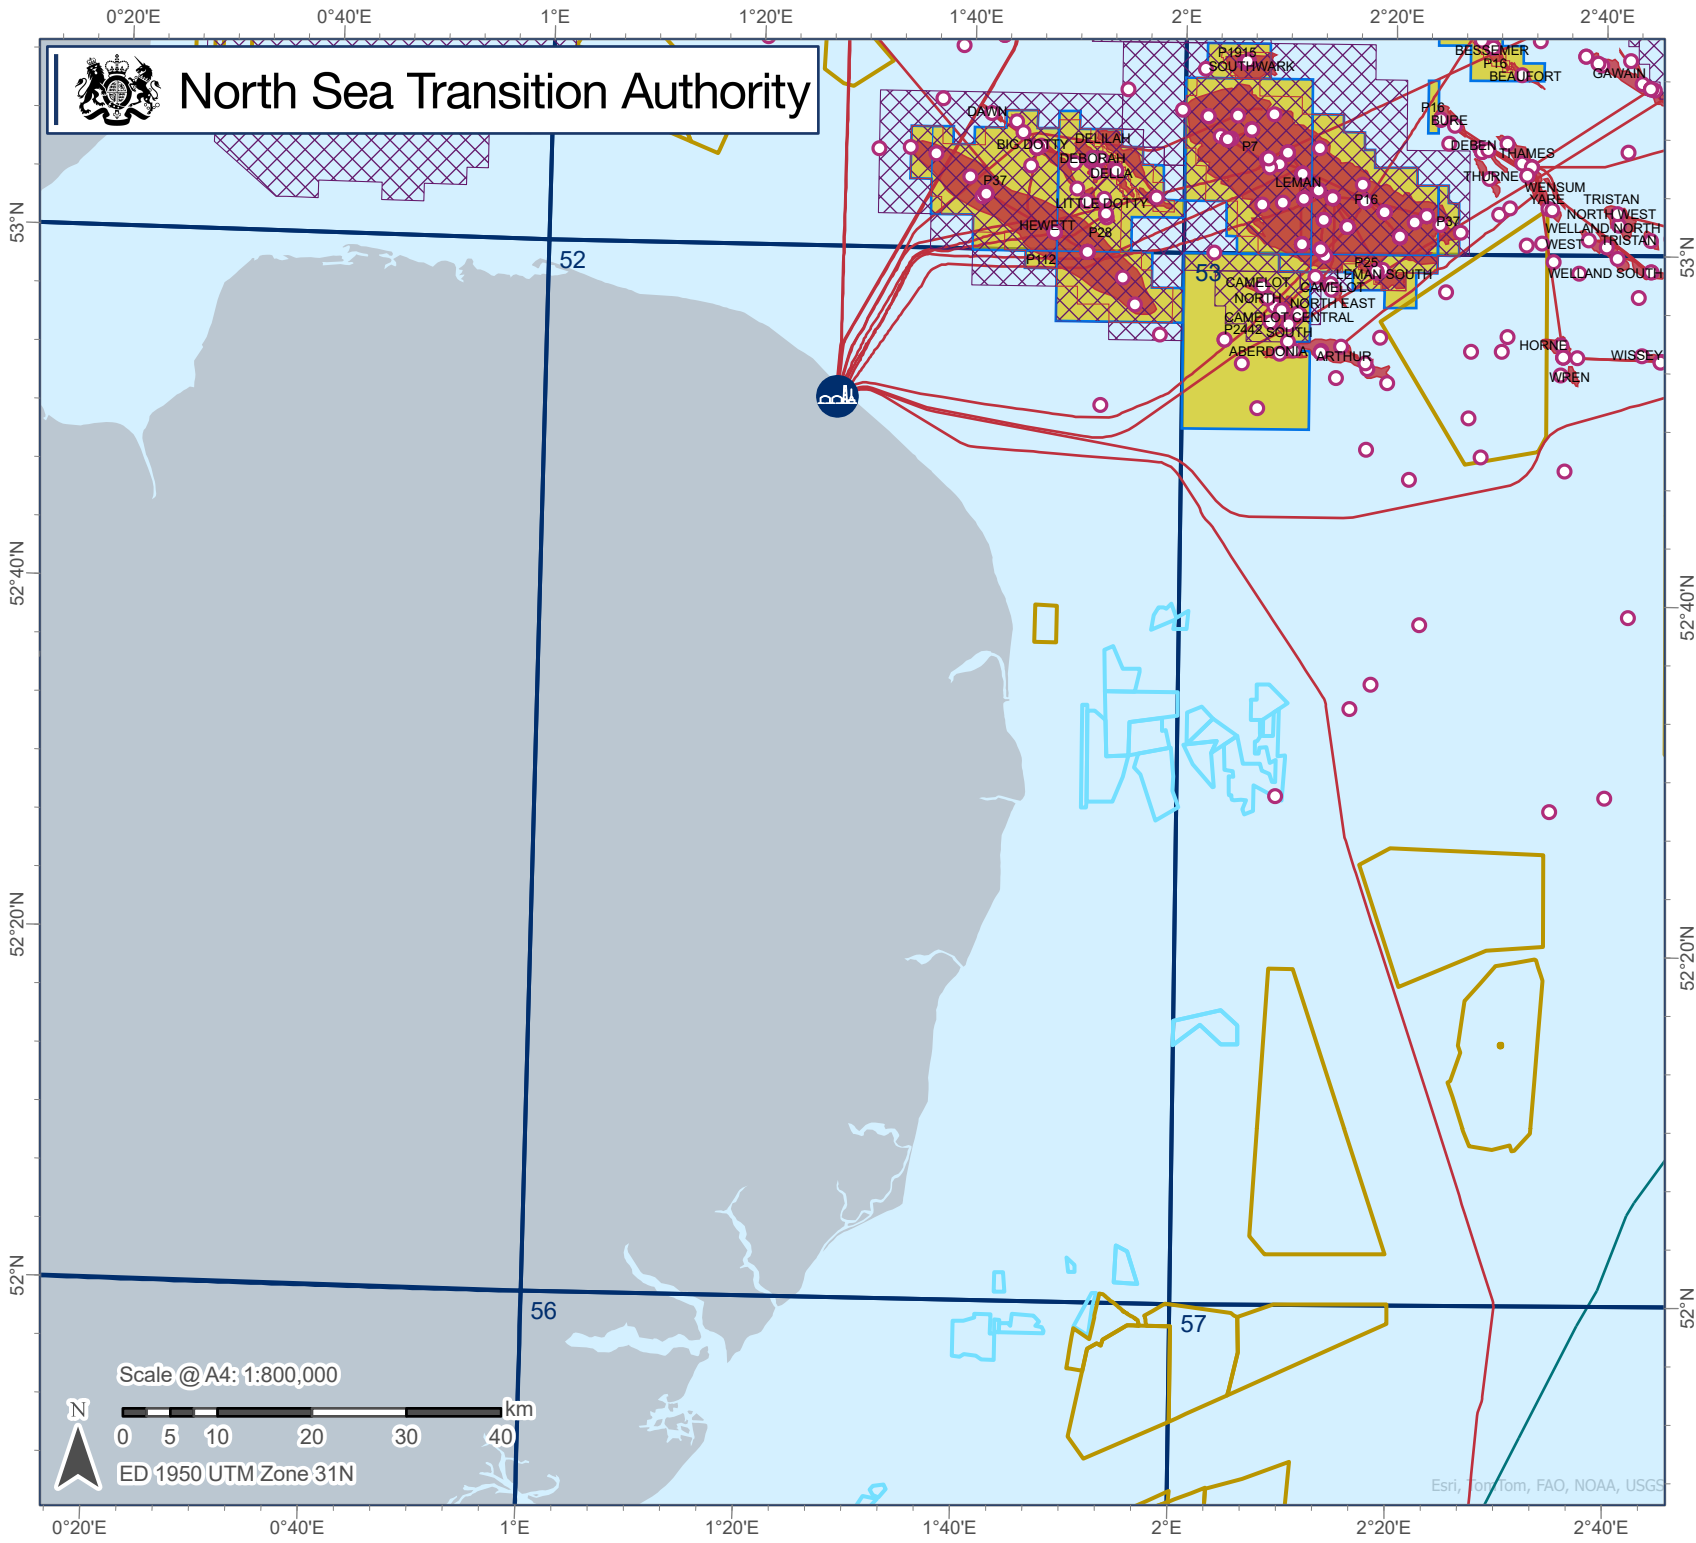 0°20'E 0°40'E 1°E 1°20'E 1°40'E 2°E 2°20'E 2°40'E
North Sea Transition Authority
P1915
SOUTHWARK
BESSEMER
P16
BEAUFORT
GAWAIN
DAWN
BIG DOTTY
DELILAH
DEBORAH
DELLA
P37
LITTLE DOTTY
HEWETT
P28
P112
P7
LEMAN
P16
P37
P25
LEMAN SOUTH
P16
BURE
DEBEN
THAMES
THURNE
WENSUM
YARE
TRISTAN
NORTH WEST
WELLAND NORTH
WEST
TRISTAN
WELLAND SOUTH
53°N
53°N
52
53
CAMELOT
NORTH
CAMELOT
NORTH EAST
CAMELOT CENTRAL
P2442
SOUTH
ABERDONIA
ARTHUR
HORNE
WISSEY
WREN
52°40'N
52°40'N
52°20'N
52°20'N
52°N
52°N
56
57
Scale @ A4: 1:800,000
N
km
0 5 10 20 30 40
ED 1950 UTM Zone 31N
Esri, TomTom, FAO, NOAA, USGS
0°20'E 0°40'E 1°E 1°20'E 1°40'E 2°E 2°20'E 2°40'E